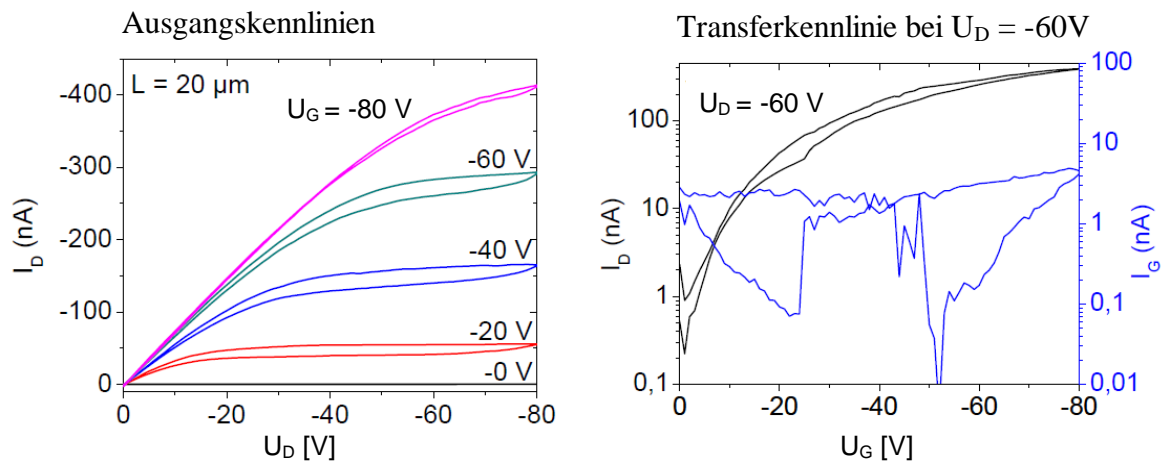 Ausgangskennlinien
L = 20 µm
U_G = -80 V
-60 V
-40 V
-20 V
-0 V
-400
-300
-200
-100
0
I_D (nA)
0 -20 -40 -60 -80
U_D [V]
Transferkennlinie bei U_D = -60V
U_D = -60 V
100
10
1
0,1
I_D (nA)
100
10
1
0,1
0,01
I_G (nA)
0 -20 -40 -60 -80
U_G [V]